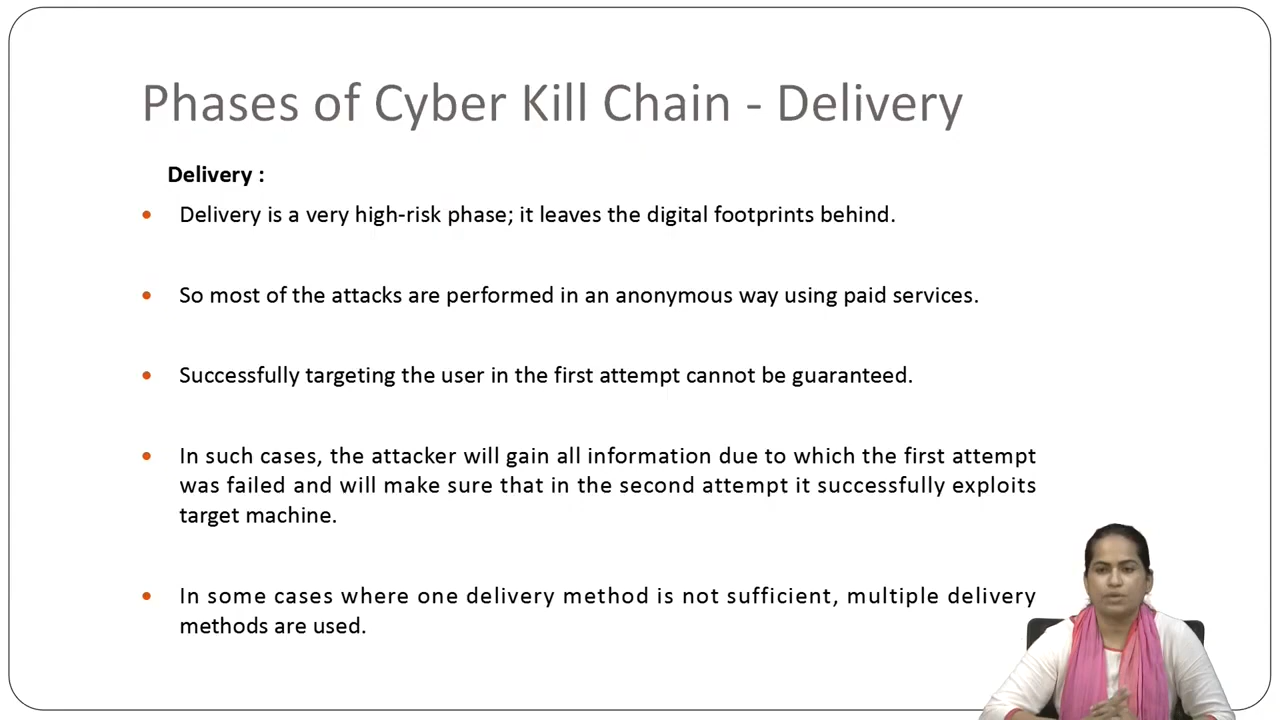 Phases of Cyber Kill Chain - Delivery
Delivery :
• Delivery is a very high-risk phase; it leaves the digital footprints behind.
• So most of the attacks are performed in an anonymous way using paid services.
• Successfully targeting the user in the first attempt cannot be guaranteed.
• In such cases, the attacker will gain all information due to which the first attempt
was failed and will make sure that in the second attempt it successfully exploits
target machine.
• In some cases where one delivery method is not sufficient, multiple delivery
methods are used.